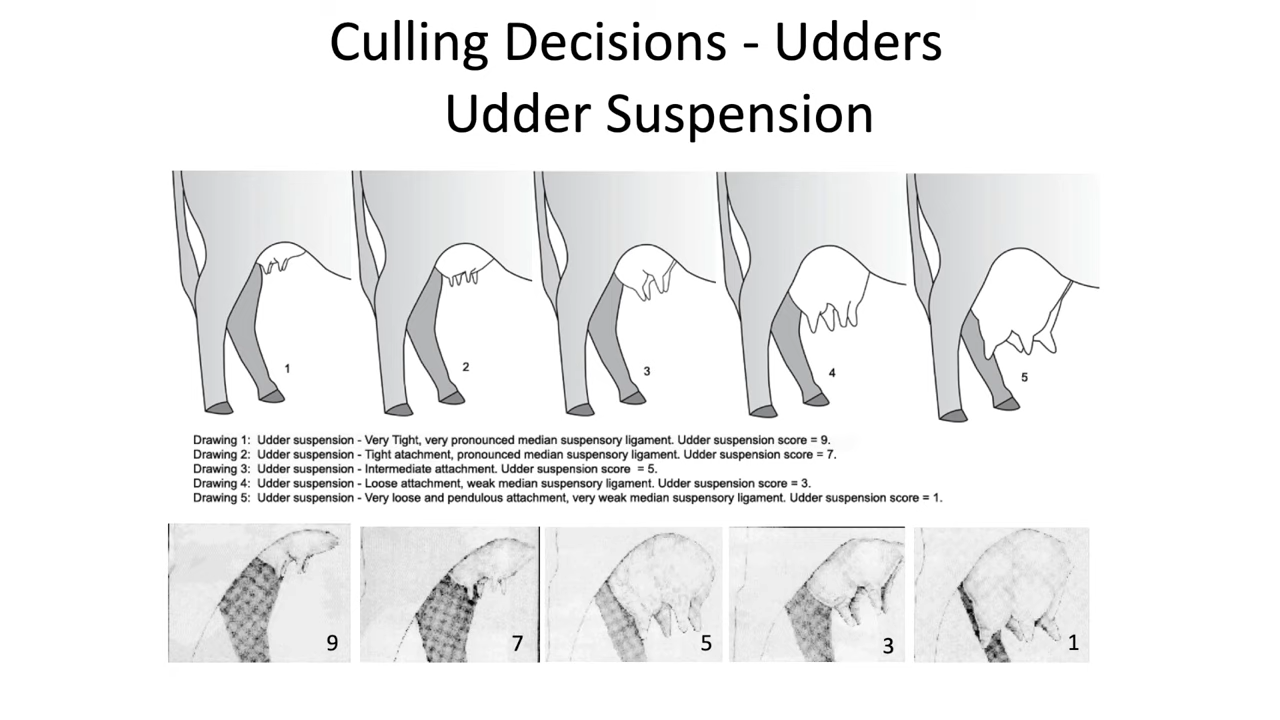 Culling Decisions - Udders
Udder Suspension
1
2
3
4
5
Drawing 1: Udder suspension - Very Tight, very pronounced median suspensory ligament. Udder suspension score = 9.
Drawing 2: Udder suspension - Tight atachment, pronounced median suspensory ligament. Udder suspension score = 7.
Drawing 3: Udder suspension - Intermediate attachment. Udder suspension score = 5.
Drawing 4: Udder suspension - Loose attachment, weak median suspensory ligament. Udder suspension score = 3.
Drawing 5: Udder suspension - Very loose and pendulous attachment, very weak median suspensory ligament. Udder suspension score = 1.
9
7
5
3
1